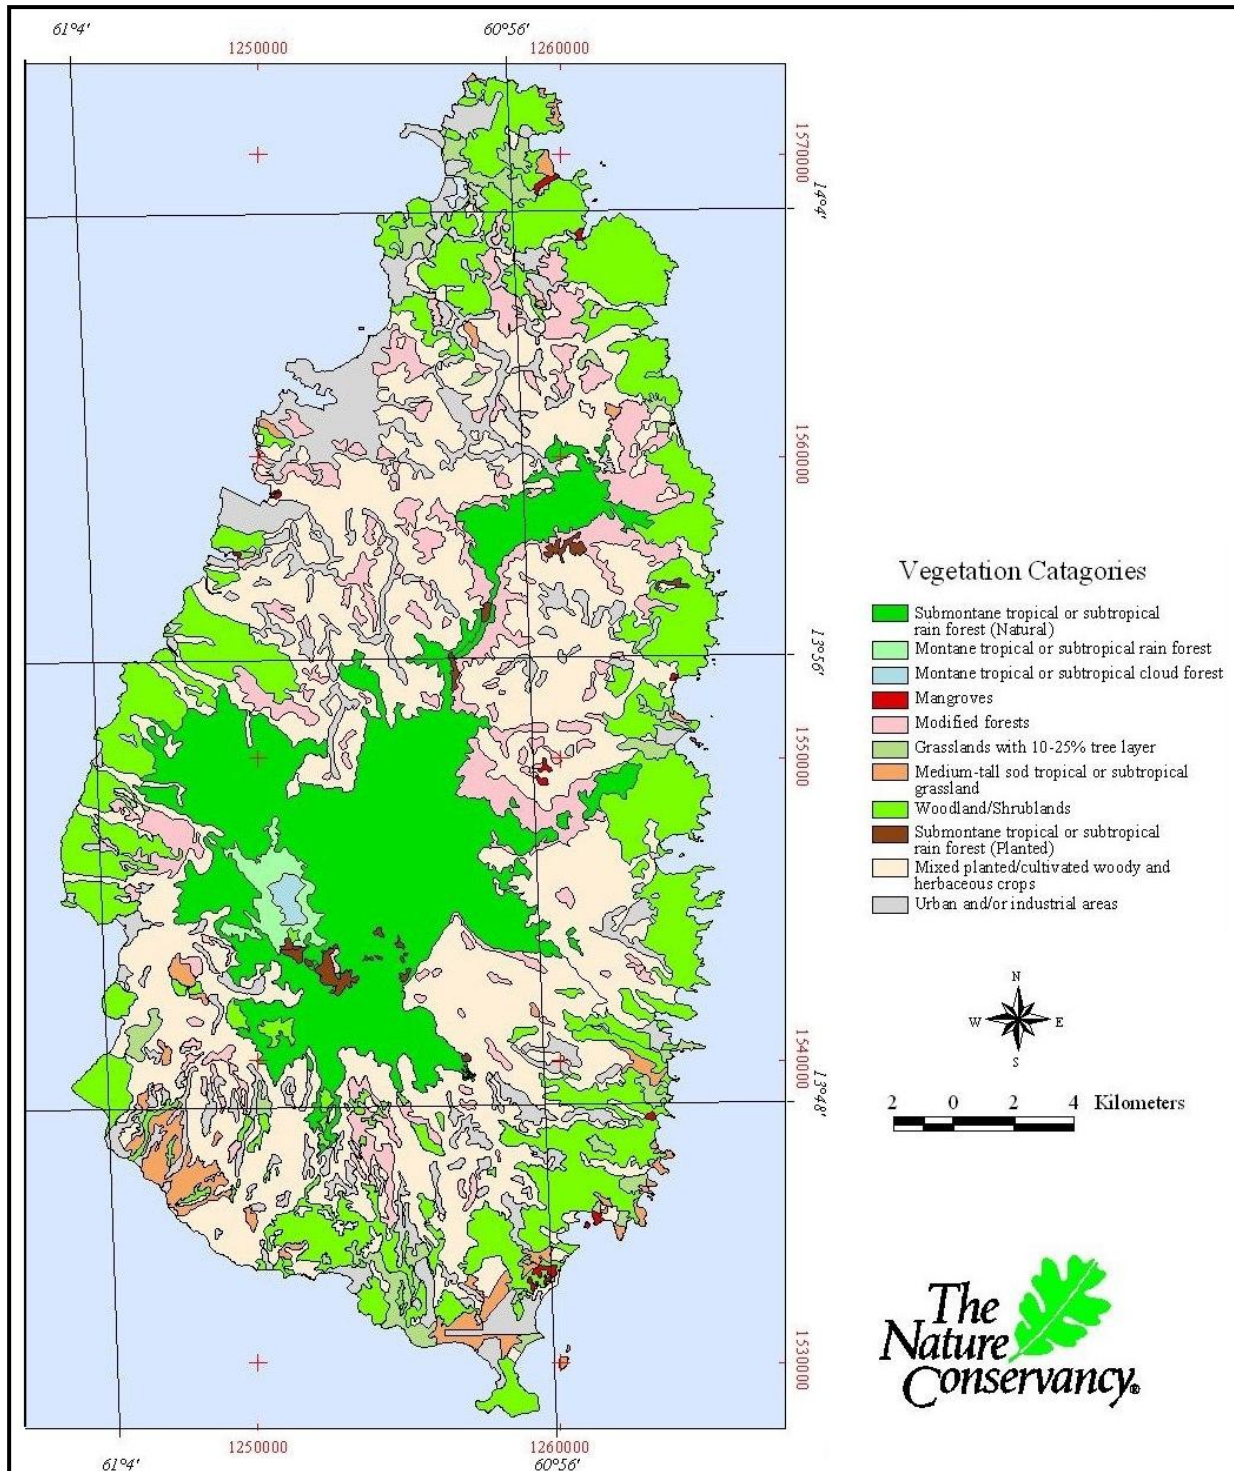 61°4'
60°56'
1250000
1260000
1570000
14°4'
1560000
13°56'
1550000
1540000
13°48'
1530000
1250000
1260000
61°4'
60°56'
Vegetation Catagories
Submontane tropical or subtropical
rain forest (Natural)
Montane tropical or subtropical rain forest
Montane tropical or subtropical cloud forest
Mangroves
Modified forests
Grasslands with 10-25% tree layer
Medium-tall sod tropical or subtropical
grassland
Woodland/Shrublands
Submontane tropical or subtropical
rain forest (Planted)
Mixed planted/cultivated woody and
herbaceous crops
Urban and/or industrial areas
N
W E
S
2 0 2 4 Kilometers
The
Nature
Conservancy®